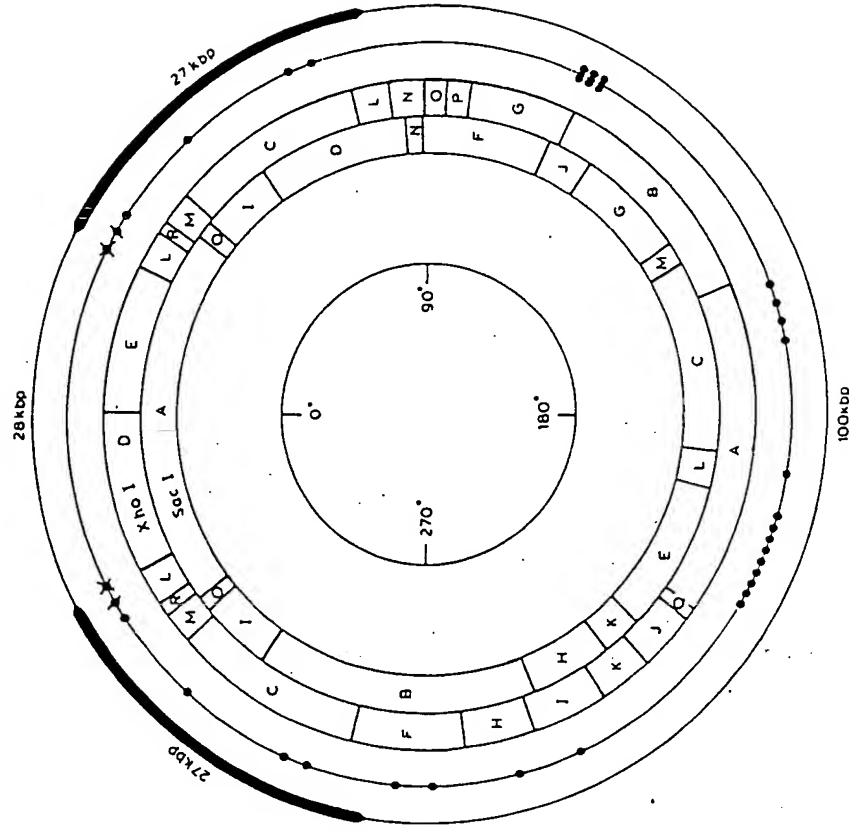 28 kbp
27 kbp
100 kbp
27 kbp
Xho I
D
E
L
R
M
C
L
N
O
P
G
B
A
Q
J
K
I
H
F
C
M
R
L
Sac I
A
O
I
D
N
F
J
G
M
C
L
E
K
H
B
I
O
0°
90°
180°
270°